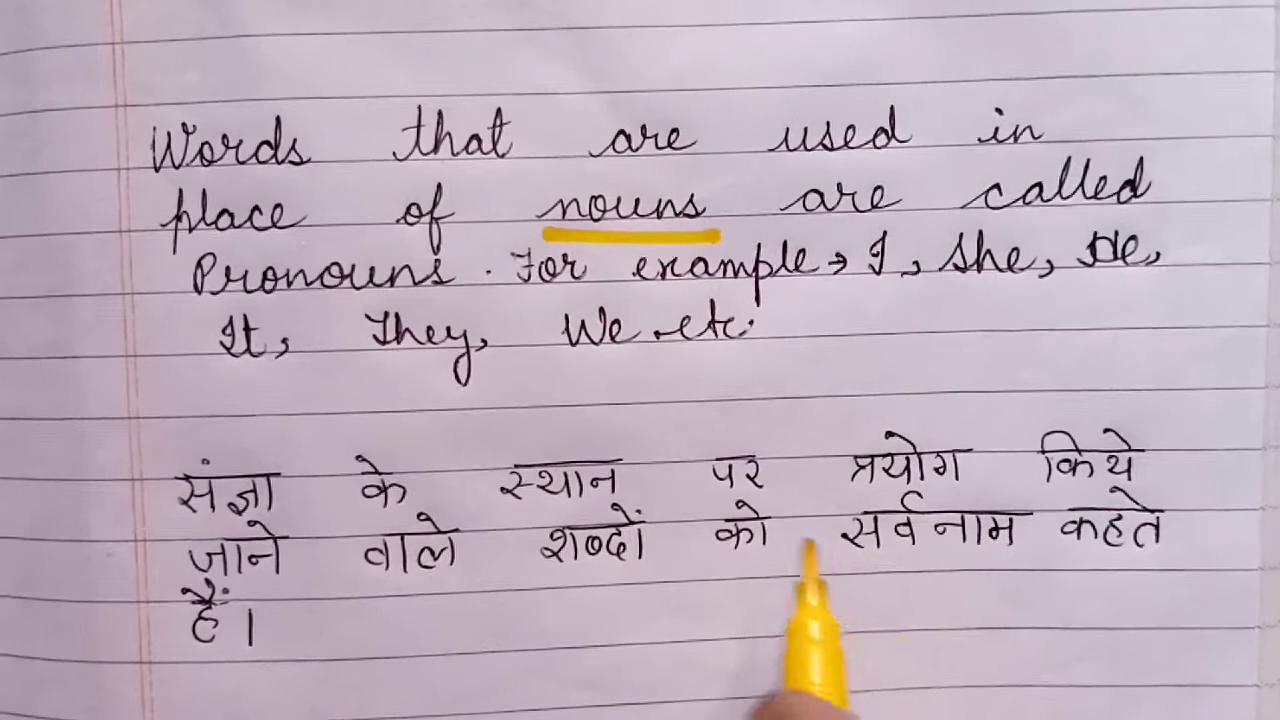 Words that are used in
place of nouns are called
Pronouns. For example → I, She, He,
It, They, We etc.
संज्ञा के स्थान पर प्रयोग किये
जाने वाले शब्दों को सर्वनाम कहते
हैं।